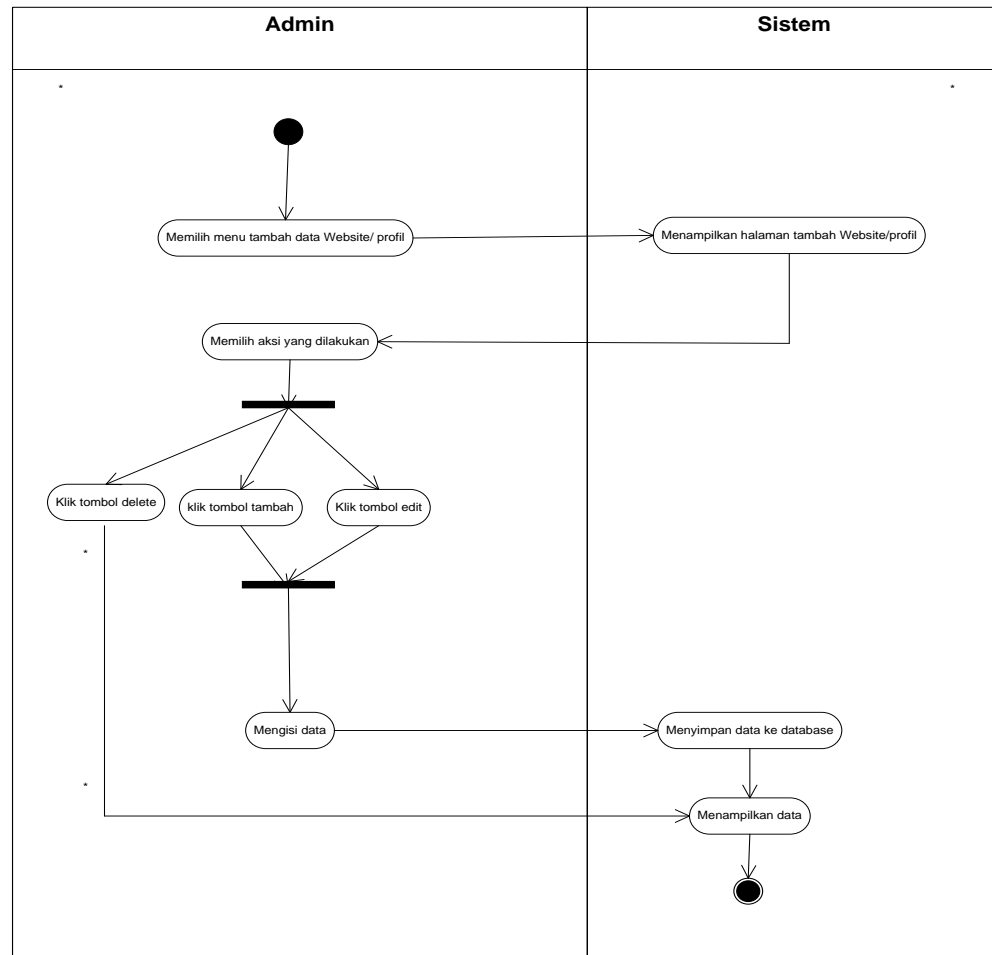 Admin
Sistem
*
*
Memilih menu tambah data Website/ profil
Menampilkan halaman tambah Website/profil
Memilih aksi yang dilakukan
Klik tombol delete
klik tombol tambah
Klik tombol edit
*
Mengisi data
Menyimpan data ke database
*
Menampilkan data